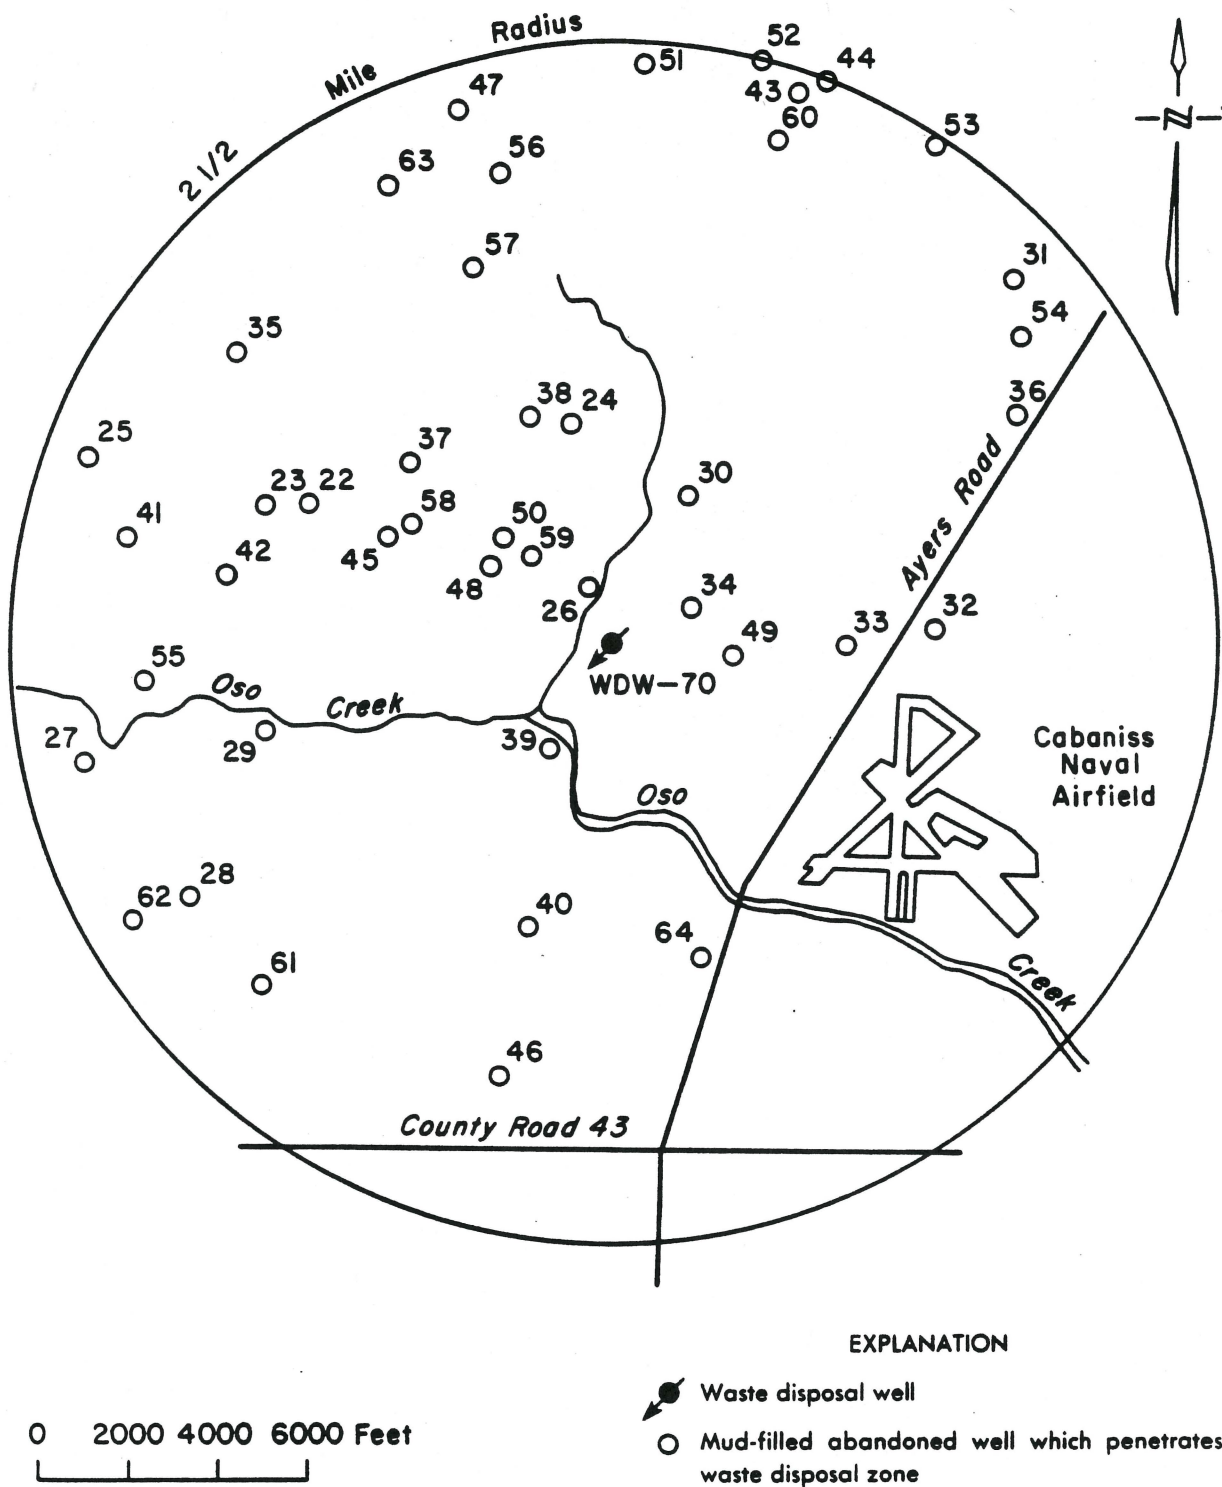 Radius
Mile
2 1/2
52
51
44
47
43
60
53
56
63
57
31
54
35
38
24
36
25
37
30
23
22
58
50
41
45
59
42
48
34
26
33
32
49
55
WDW-70
Oso
Creek
Ayers Road
27
29
39
Cabaniss
Naval
Airfield
Oso
28
62
40
64
61
Creek
46
County Road 43
N
EXPLANATION
Waste disposal well
Mud-filled abandoned well which penetrates
waste disposal zone
0 2000 4000 6000 Feet